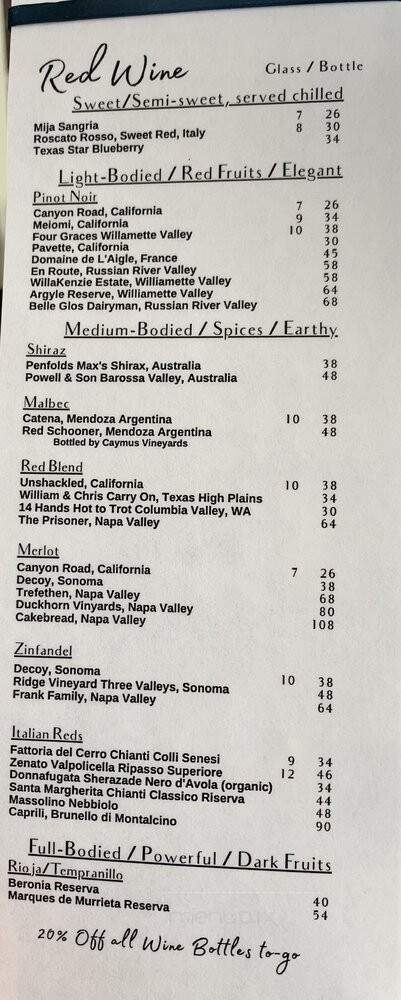 Red Wine Glass / Bottle
Sweet/Semi-sweet, served chilled
Mija Sangria 7 26
Roscato Rosso, Sweet Red, Italy 8 30
Texas Star Blueberry 34
Light-Bodied / Red Fruits / Elegant
Pinot Noir
Canyon Road, California 7 26
Meiomi, California 9 34
Four Graces Willamette Valley 10 38
Pavette, California 30
Domaine de L'Aigle, France 45
En Route, Russian River Valley 58
WillaKenzie Estate, Williamette Valley 58
Argyle Reserve, Williamette Valley 64
Belle Glos Dairyman, Russian River Valley 68
Medium-Bodied / Spices / Earthy
Shiraz
Penfolds Max's Shirax, Australia 38
Powell & Son Barossa Valley, Australia 48
Malbec
Catena, Mendoza Argentina 10 38
Red Schooner, Mendoza Argentina 48
Bottled by Caymus Vineyards
Red Blend
Unshackled, California 10 38
William & Chris Carry On, Texas High Plains 34
14 Hands Hot to Trot Columbia Valley, WA 30
The Prisoner, Napa Valley 64
Merlot
Canyon Road, California 7 26
Decoy, Sonoma 38
Trefethen, Napa Valley 68
Duckhorn Vinyards, Napa Valley 80
Cakebread, Napa Valley 108
Zinfandel
Decoy, Sonoma 10 38
Ridge Vineyard Three Valleys, Sonoma 48
Frank Family, Napa Valley 64
Italian Reds
Fattoria del Cerro Chianti Colli Senesi 9 34
Zenato Valpolicella Ripasso Superiore 12 46
Donnafugata Sherazade Nero d'Avola (organic) 34
Santa Margherita Chianti Classico Riserva 44
Massolino Nebbiolo 48
Caprili, Brunello di Montalcino 90
Full-Bodied / Powerful / Dark Fruits
Rioja/Tempranillo
Beronia Reserva 40
Marques de Murrieta Reserva 54
20% Off all Wine Bottles to-go